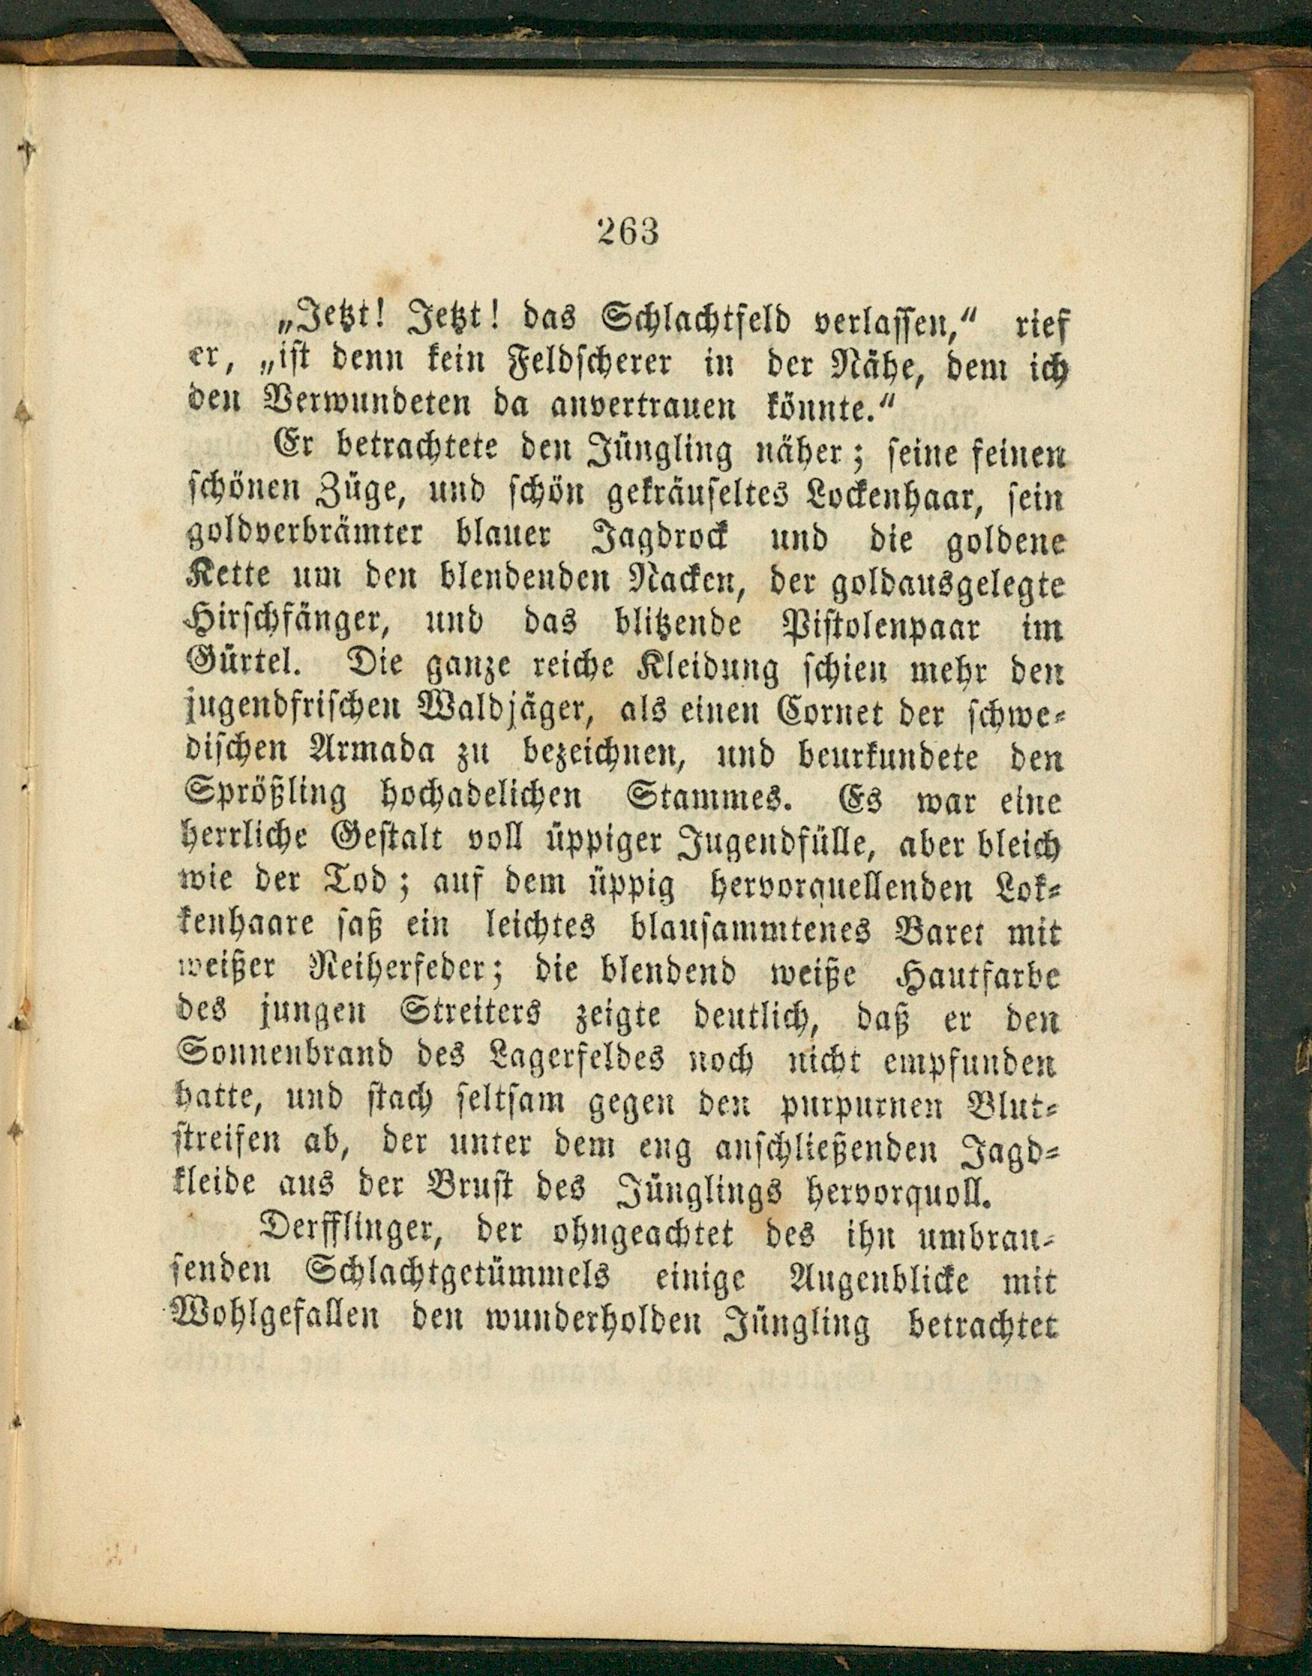 263
„Jetzt! Jetzt! das Schlachtfeld verlassen,“ rief
er, „ist denn kein Feldscherer in der Nähe, dem ich
den Verwundeten da anvertrauen könnte.“
Er betrachtete den Jüngling näher; seine feinen
schönen Züge, und schön gekräuseltes Lockenhaar, sein
goldverbrämter blauer Jagdrock und die goldene
Kette um den blendenden Nacken, der goldausgelegte
Hirschfänger, und das blitzende Pistolenpaar im
Gürtel. Die ganze reiche Kleidung schien mehr den
jugendfrischen Waldjäger, als einen Cornet der schwe-
dischen Armada zu bezeichnen, und beurkundete den
Sprößling hochadelichen Stammes. Es war eine
herrliche Gestalt voll üppiger Jugendfülle, aber bleich
wie der Tod; auf dem üppig hervorquellenden Lok-
kenhaare saß ein leichtes blausammtenes Baret mit
weißer Reiherfeder; die blendend weiße Hautfarbe
des jungen Streiters zeigte deutlich, daß er den
Sonnenbrand des Lagerfeldes noch nicht empfunden
hatte, und stach seltsam gegen den purpurnen Blut-
streifen ab, der unter dem eng anschließenden Jagd-
kleide aus der Brust des Jünglings hervorquoll.
Derfflinger, der ohngeachtet des ihn umbrau-
senden Schlachtgetümmels einige Augenblicke mit
Wohlgefallen den wunderholden Jüngling betrachtet